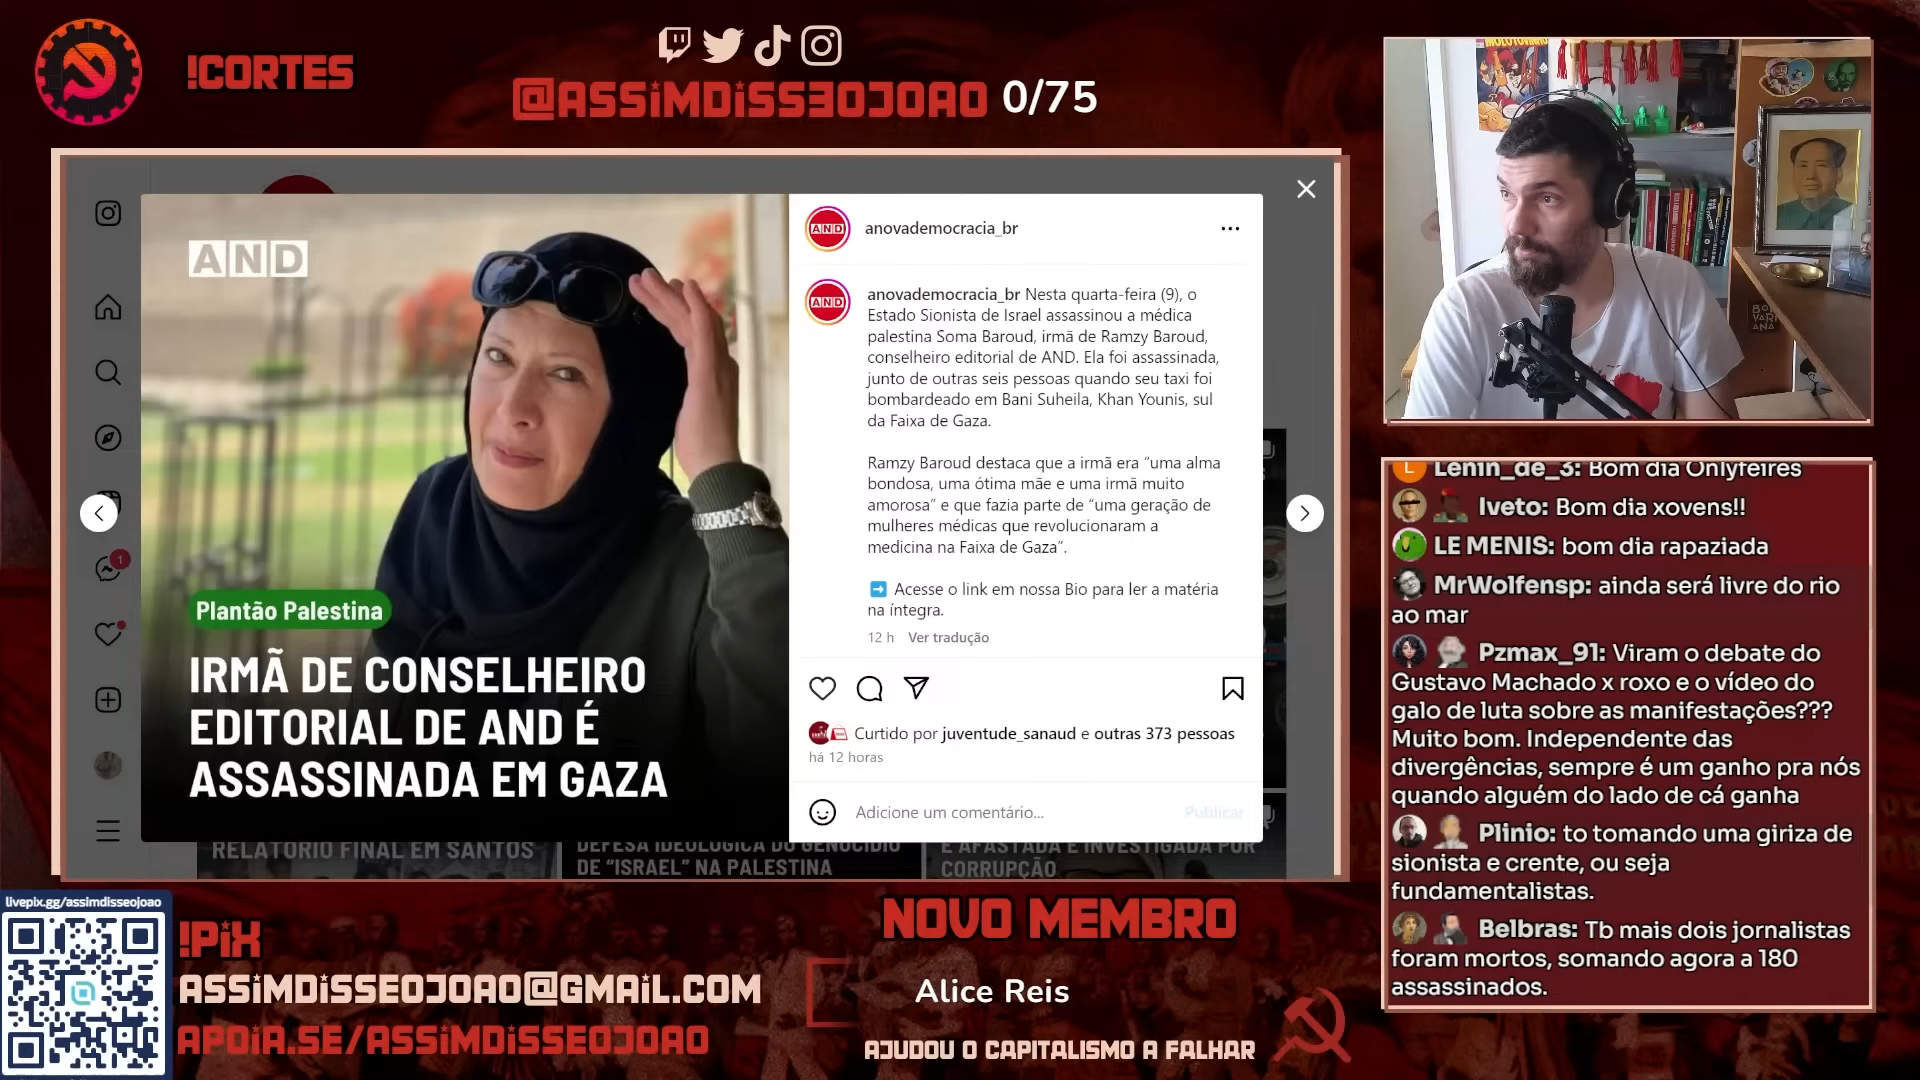 !CORTES
@ASSIMDISSEOJOAO 0/75
AND
Plantão Palestina
IRMÃ DE CONSELHEIRO
EDITORIAL DE AND É
ASSASSINADA EM GAZA
AND
anovademocracia_br
AND
anovademocracia_br Nesta quarta-feira (9), o
Estado Sionista de Israel assassinou a médica
palestina Soma Baroud, irmã de Ramzy Baroud,
conselheiro editorial de AND. Ela foi assassinada,
junto de outras seis pessoas quando seu taxi foi
bombardeado em Bani Suheila, Khan Younis, sul
da Faixa de Gaza.
Ramzy Baroud destaca que a irmã era “uma alma
bondosa, uma ótima mãe e uma irmã muito
amorosa” e que fazia parte de “uma geração de
mulheres médicas que revolucionaram a
medicina na Faixa de Gaza”.
Acesse o link em nossa Bio para ler a matéria
na íntegra.
12 h Ver tradução
Curtido por juventude_sanaud e outras 373 pessoas
há 12 horas
Adicione um comentário...
Publicar
1
RELATÓRIO FINAL EM SANTOS
DEFESA IDEOLÓGICA DO GENOCÍDIO
DE “ISRAEL” NA PALESTINA
É AFASTADA E INVESTIGADA POR
CORRUPÇÃO
BO
VA
ANA
L
Lenin_de_3: Bom dia Onlyfeires
Iveto: Bom dia xovens!!
LE MENIS: bom dia rapaziada
MrWolfensp: ainda será livre do rio
ao mar
Pzmax_91: Viram o debate do
Gustavo Machado x roxo e o vídeo do
galo de luta sobre as manifestações???
Muito bom. Independente das
divergências, sempre é um ganho pra nós
quando alguém do lado de cá ganha
Plinio: to tomando uma giriza de
sionista e crente, ou seja
fundamentalistas.
Belbras: Tb mais dois jornalistas
foram mortos, somando agora a 180
assassinados.
livepix.gg/assimdisseojoao
!PIX
ASSIMDISSEOJOAO@GMAIL.COM
APOIA.SE/ASSIMDISSEOJOAO
NOVO MEMBRO
Alice Reis
AJUDOU O CAPITALISMO A FALHAR